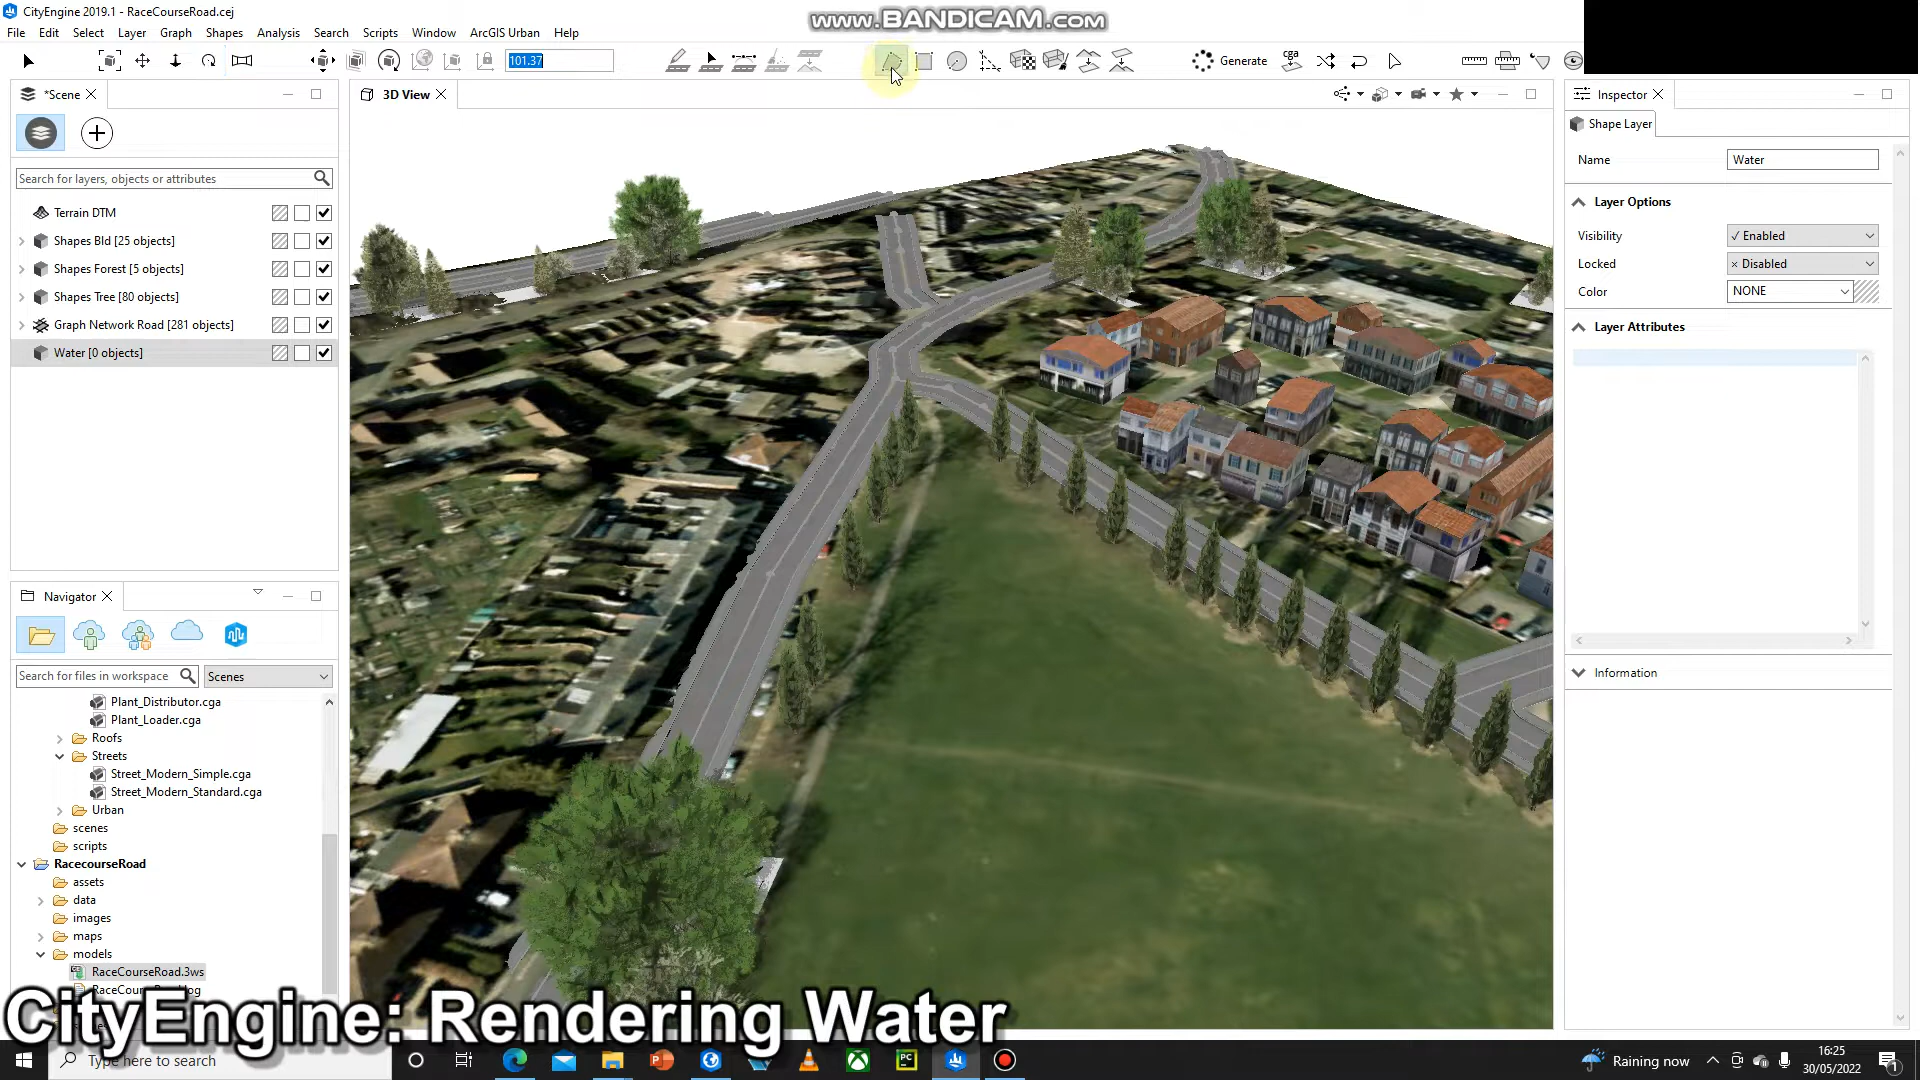 CityEngine 2019.1 - RaceCourseRoad.cej
www.BANDICAM.com
File Edit Select Layer Graph Shapes Analysis Search Scripts Window ArcGIS Urban Help
101.37
Generate
cga
*Scene
3D View
Inspector
Shape Layer
Name Water
Search for layers, objects or attributes
Layer Options
Terrain DTM
Visibility ✓ Enabled
Shapes Bld [25 objects]
Locked × Disabled
Shapes Forest [5 objects]
Color NONE
Shapes Tree [80 objects]
Graph Network Road [281 objects]
Layer Attributes
Water [0 objects]
Navigator
Search for files in workspace
Scenes
Information
Plant_Distributor.cga
Plant_Loader.cga
Roofs
Streets
Street_Modern_Simple.cga
Street_Modern_Standard.cga
Urban
scenes
scripts
RacecourseRoad
assets
data
images
maps
models
RaceCourseRoad.3ws
CityEngine: Rendering Water
Type here to search
Raining now
16:25
30/05/2022